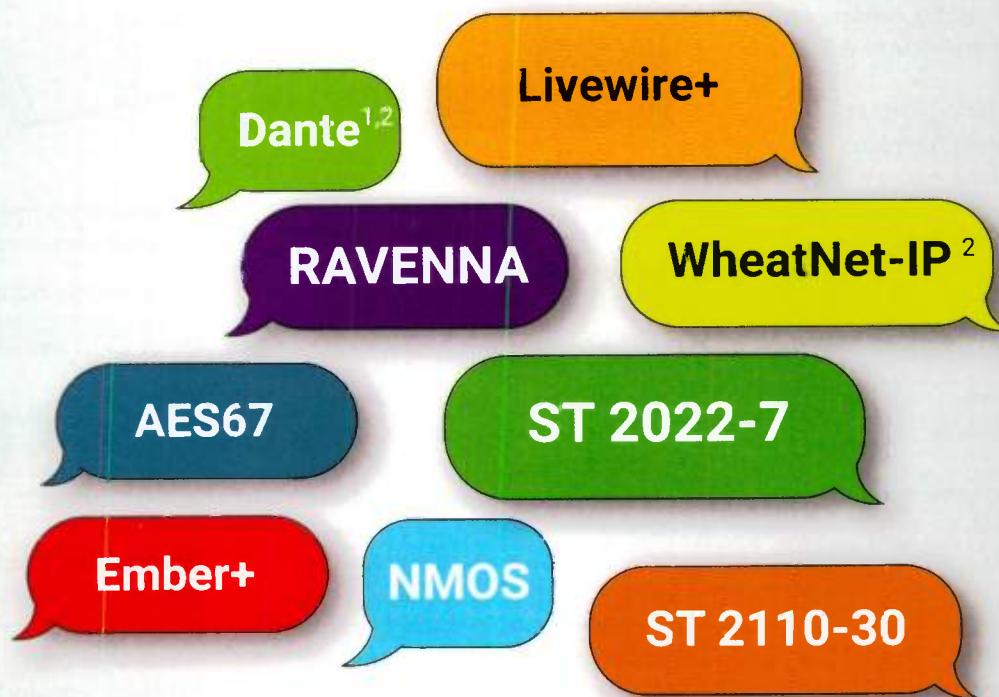 Livewire+
Dante1,2
RAVENNA
WheatNet-IP 2
AES67
ST 2022-7
Ember+
NMOS
ST 2110-30